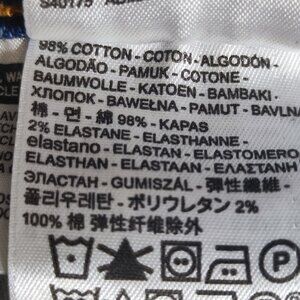 S40175
98% COTTON - COTON - ALGODÓN -
ALGODÃO - PAMUK - COTONE -
BAUMWOLLE - KATOEN - BAMBAKI
ХЛОПОК - BAWEŁNA - PAMUT - BAVLNA
棉 - 면 - 綿 98% - KAPAS
2% ELASTANE - ELASTHANNE -
elastano - ELASTAN - ELASTOMERO
ELASTHAN - ELASTAAN - ΕΛΑΣΤΑΝΗ
ЭЛАСТАН - GUMISZÁL - 弹性纖維 -
폴리우레탄 - ポリウレタン 2%
100% 棉 弹性纤维除外
P